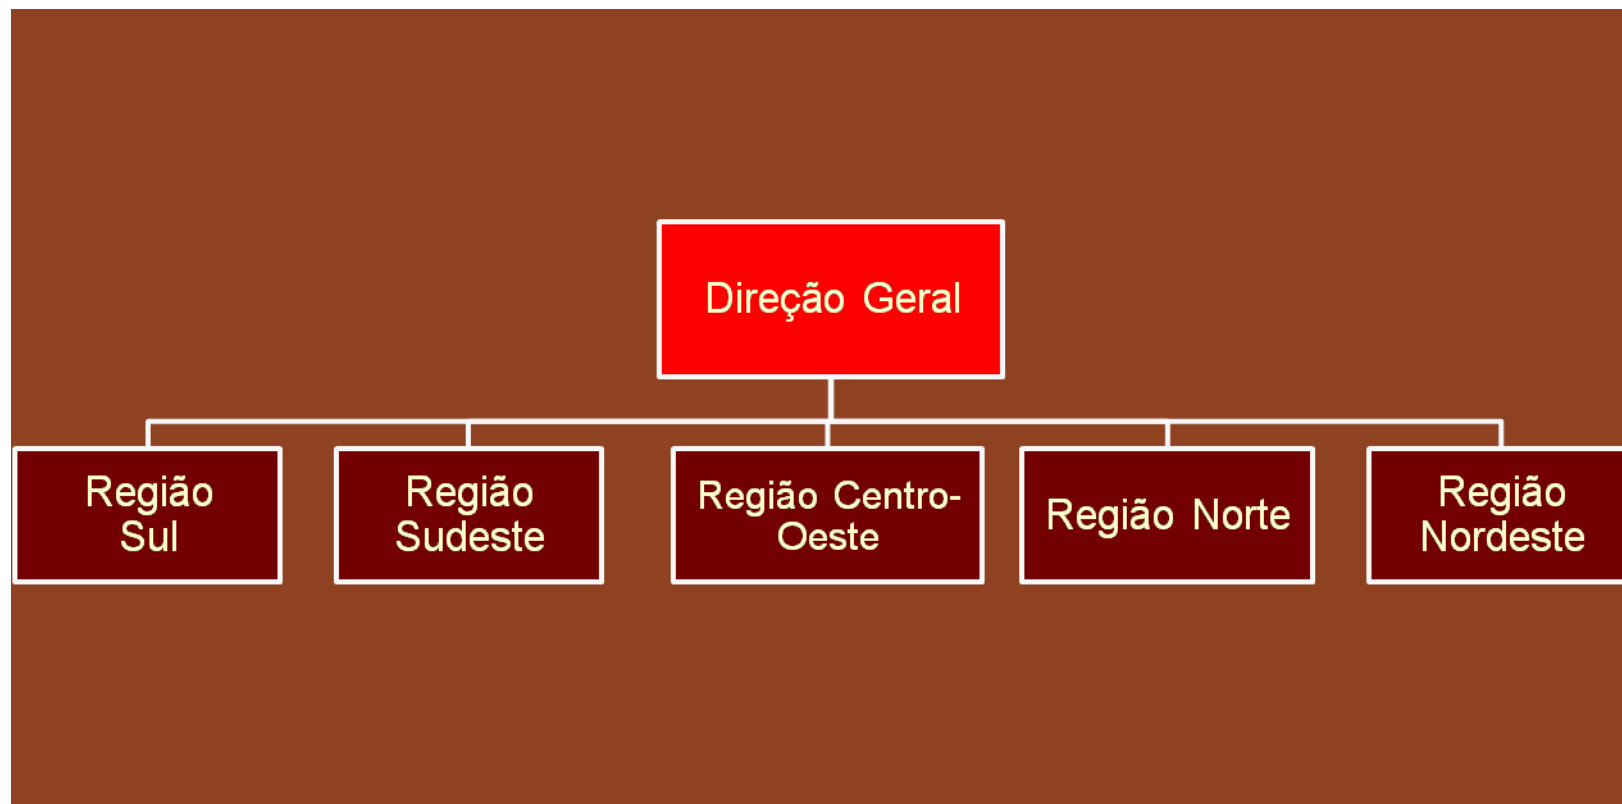 Direção Geral
Região
Sul
Região
Sudeste
Região Centro-
Oeste
Região Norte
Região
Nordeste